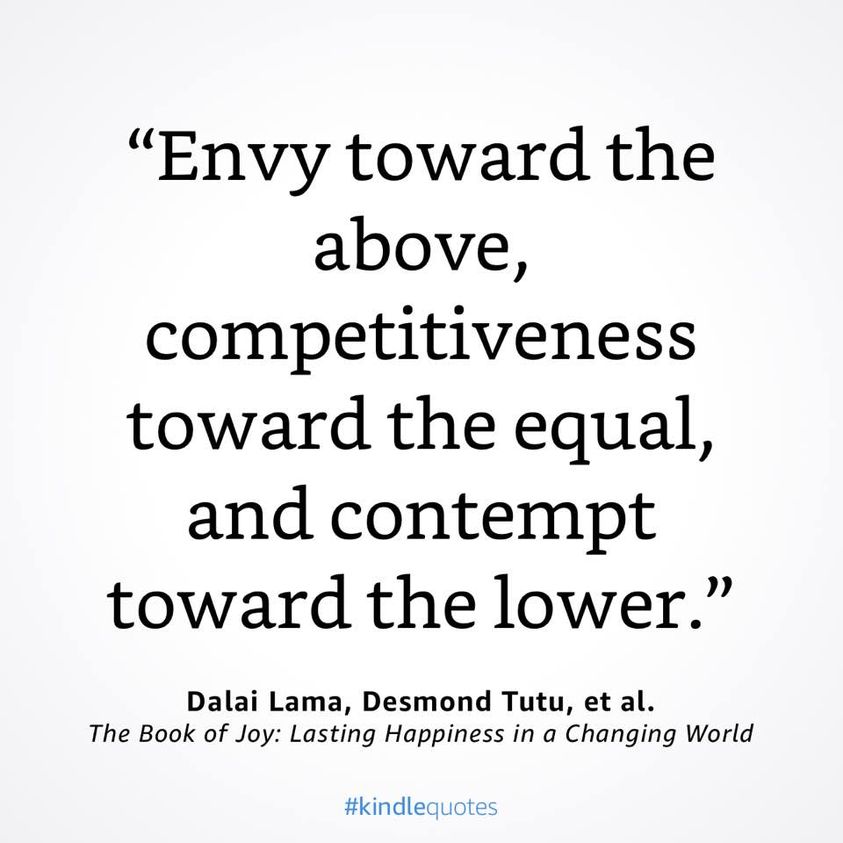 “Envy toward the
above,
competitiveness
toward the equal,
and contempt
toward the lower.”
Dalai Lama, Desmond Tutu, et al.
The Book of Joy: Lasting Happiness in a Changing World
#kindlequotes